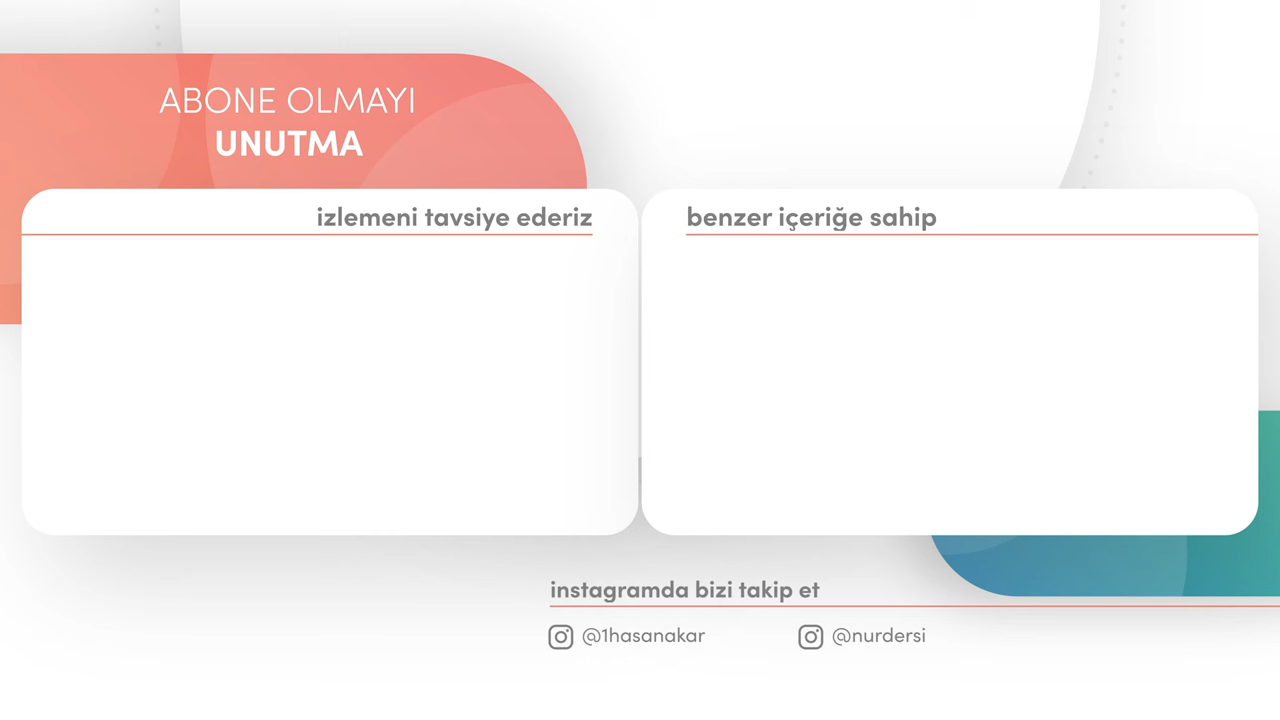 ABONE OLMAYI
UNUTMA
izlemeni tavsiye ederiz
benzer içeriğe sahip
instagramda bizi takip et
@1hasanakar
@nurdersi